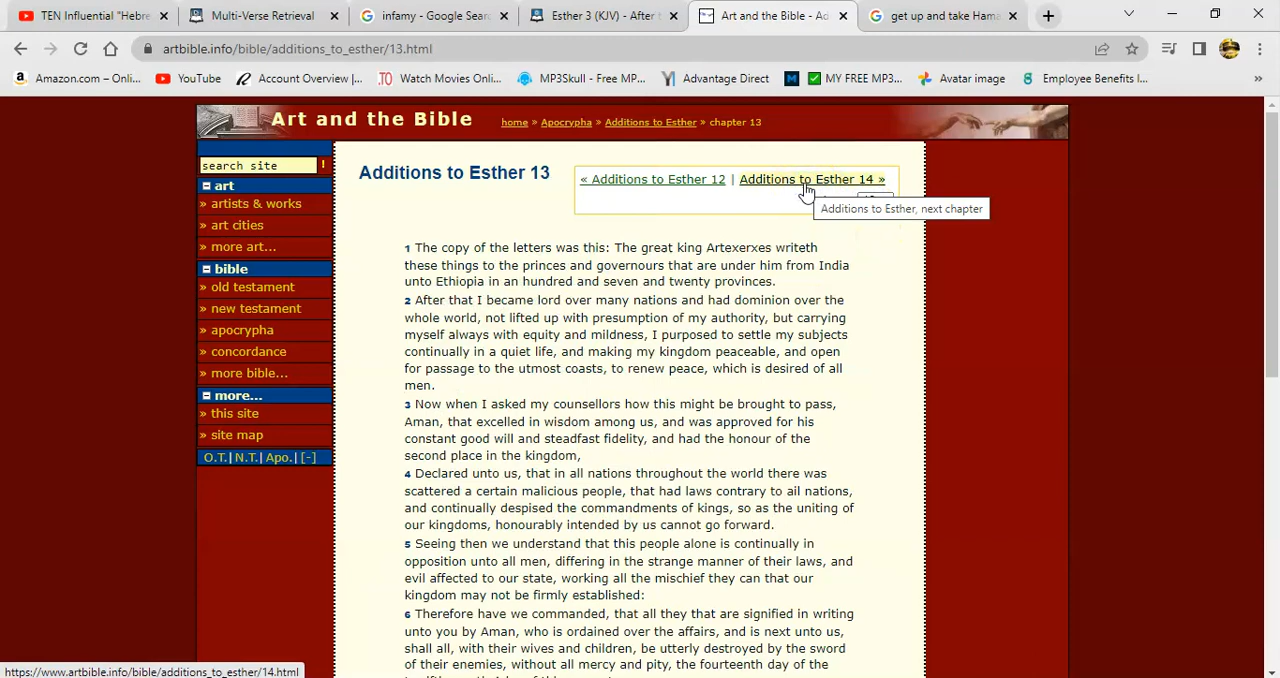 TEN Influential "Hebre
Multi-Verse Retrieval
infamy - Google Sear
Esther 3 (KJV) - After t
Art and the Bible - Ad
get up and take Hama
artbible.info/bible/additions_to_esther/13.html
Amazon.com – Onli...
YouTube
Account Overview |...
Watch Movies Onlin...
MP3Skull - Free MP...
Advantage Direct
MY FREE MP3...
Avatar image
Employee Benefits I...
Art and the Bible
home » Apocrypha » Additions to Esther » chapter 13
search site !
art
» artists & works
» art cities
» more art...
bible
» old testament
» new testament
» apocrypha
» concordance
» more bible...
more...
» this site
» site map
O.T.| N.T.| Apo.| [-]
Additions to Esther 13
« Additions to Esther 12 | Additions to Esther 14 »
Additions to Esther, next chapter
1 The copy of the letters was this: The great king Artexerxes writeth
these things to the princes and governours that are under him from India
unto Ethiopia in an hundred and seven and twenty provinces.
2 After that I became lord over many nations and had dominion over the
whole world, not lifted up with presumption of my authority, but carrying
myself always with equity and mildness, I purposed to settle my subjects
continually in a quiet life, and making my kingdom peaceable, and open
for passage to the utmost coasts, to renew peace, which is desired of all
men.
3 Now when I asked my counsellors how this might be brought to pass,
Aman, that excelled in wisdom among us, and was approved for his
constant good will and steadfast fidelity, and had the honour of the
second place in the kingdom,
4 Declared unto us, that in all nations throughout the world there was
scattered a certain malicious people, that had laws contrary to ail nations,
and continually despised the commandments of kings, so as the uniting of
our kingdoms, honourably intended by us cannot go forward.
5 Seeing then we understand that this people alone is continually in
opposition unto all men, differing in the strange manner of their laws, and
evil affected to our state, working all the mischief they can that our
kingdom may not be firmly established:
6 Therefore have we commanded, that all they that are signified in writing
unto you by Aman, who is ordained over the affairs, and is next unto us,
shall all, with their wives and children, be utterly destroyed by the sword
of their enemies, without all mercy and pity, the fourteenth day of the
https://www.artbible.info/bible/additions_to_esther/14.html